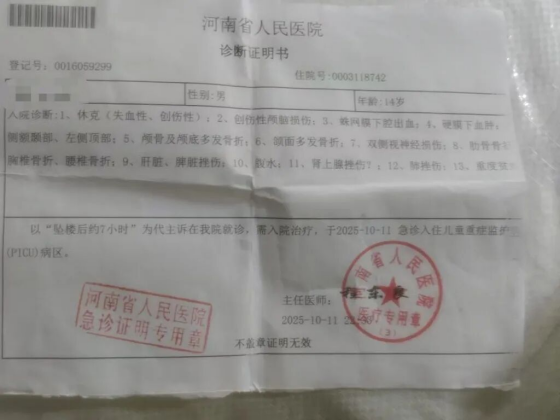 河南省人民医院
诊断证明书
登记号: 0016059299
住院号:0003118742
性别:男
年龄:14岁
入院诊断:1、休克(失血性、创伤性);2、创伤性颅脑损伤;3、蛛网膜下腔出血;4、硬膜下血肿:
侧额颞部、左侧顶部;5、颅骨及颅底多发骨折;6、颌面多发骨折;7、双侧视神经损伤;8、肋骨骨
胸椎骨折、腰椎骨折;9、肝脏、脾脏挫伤;10、腹水;11、肾上腺挫伤?;12、肺挫伤;13、重度贫
以“坠楼后约7小时”为代主诉在我院就诊,需入院治疗,于2025-10-11 急诊入住儿童重症监护
(PICU)病区。
主任医师:
2025-10-11 22
不盖章证明无效
河南省人民医院
急诊证明专用章
河南省人民医院
医疗专用章
(3)